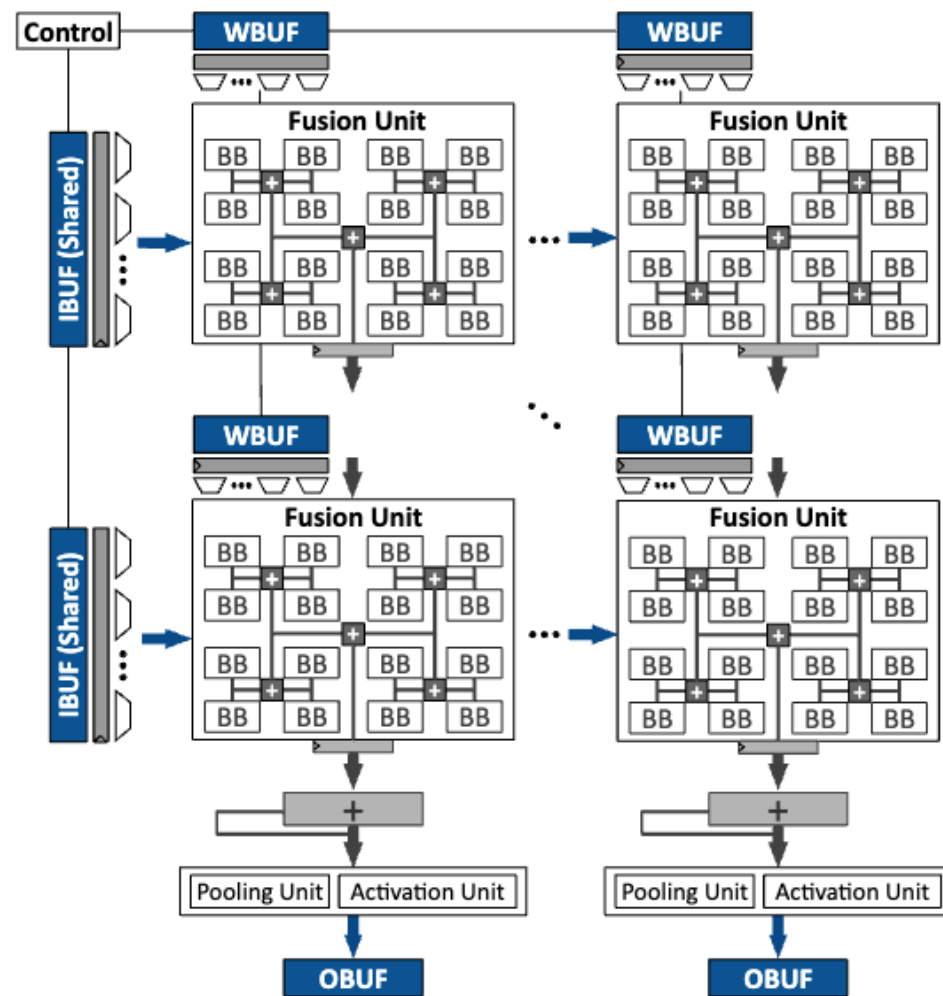 Control
WBUF
WBUF
Fusion Unit
BB BB BB BB
BB BB BB BB
BB BB BB BB
BB BB BB BB
Fusion Unit
BB BB BB BB
BB BB BB BB
BB BB BB BB
BB BB BB BB
IBUF (Shared)
+ + + + +
+ + + + +
WBUF
WBUF
Fusion Unit
BB BB BB BB
BB BB BB BB
BB BB BB BB
BB BB BB BB
Fusion Unit
BB BB BB BB
BB BB BB BB
BB BB BB BB
BB BB BB BB
IBUF (Shared)
+ + + + +
+ + + + +
+
+
Pooling Unit Activation Unit
Pooling Unit Activation Unit
OBUF
OBUF